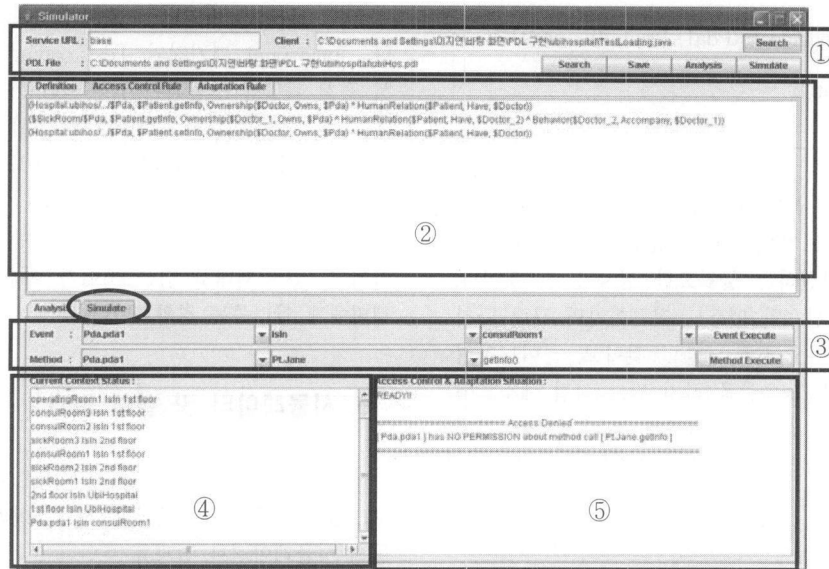 Simulator
Service URL : base Client : C:\Documents and Settings\이지연\바탕 화면\PDL 구현\ubihospital\TestLoading.java Search ①
PDL File : C:\Documents and Settings\이지연\바탕 화면\PDL 구현\ubihospital\ubiHos.pdl Search Save Analysis Simulate
Definition Access Control Rule Adaptation Rule
(Hospital:ubihos/../$Pda, $Patient.getInfo, Ownership($Doctor, Owns, $Pda) ^ HumanRelation($Patient, Have, $Doctor))
($SickRoom/$Pda, $Patient.getInfo, Ownership($Doctor_1, Owns, $Pda) ^ HumanRelation($Patient, Have, $Doctor_2) ^ Behavior($Doctor_2, Accompany, $Doctor_1))
(Hospital:ubihos/../$Pda, $Patient.setInfo, Ownership($Doctor, Owns, $Pda) ^ HumanRelation($Patient, Have, $Doctor))
②
Analysis Simulate
Event : Pda.pda1 IsIn consulRoom1 Event Execute ③
Method : Pda.pda1 Pt.Jane getInfo() Method Execute
Current Context Status :
operatingRoom1 IsIn 1st floor
consulRoom3 IsIn 1st floor
consulRoom2 IsIn 1st floor
sickRoom3 IsIn 2nd floor
consulRoom1 IsIn 1st floor
sickRoom2 IsIn 2nd floor
sickRoom1 IsIn 2nd floor
2nd floor IsIn UbiHospital
1st floor IsIn UbiHospital
Pda.pda1 IsIn consulRoom1
④
Access Control & Adaptation Situation :
READY!!
======================= Access Denied =======================
[ Pda.pda1 ] has NO PERMISSION about method call [ Pt.Jane.getInfo ]
============================================================
⑤